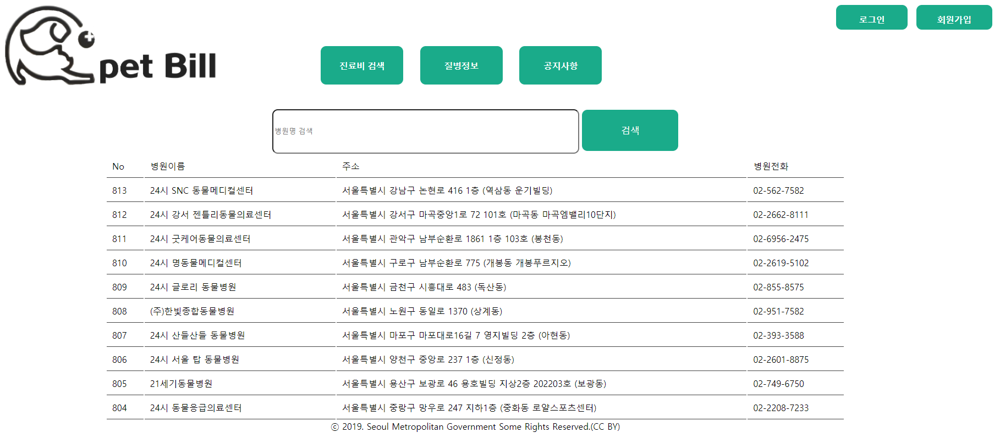 로그인 회원가입
pet Bill
진료비 검색 질병정보 공지사항
병원명 검색 검색
No 병원이름 주소 병원전화
813 24시 SNC 동물메디컬센터 서울특별시 강남구 논현로 416 1층 (역삼동 운기빌딩) 02-562-7582
812 24시 강서 젠틀리동물의료센터 서울특별시 강서구 마곡중앙1로 72 101호 (마곡동 마곡엠밸리10단지) 02-2662-8111
811 24시 굿케어동물의료센터 서울특별시 관악구 남부순환로 1861 1층 103호 (봉천동) 02-6956-2475
810 24시 명동물메디컬센터 서울특별시 구로구 남부순환로 775 (개봉동 개봉푸르지오) 02-2619-5102
809 24시 글로리 동물병원 서울특별시 금천구 시흥대로 483 (독산동) 02-855-8575
808 (주)한빛종합동물병원 서울특별시 노원구 동일로 1370 (상계동) 02-951-7582
807 24시 산들산들 동물병원 서울특별시 마포구 마포대로16길 7 영지빌딩 2층 (아현동) 02-393-3588
806 24시 서울 탑 동물병원 서울특별시 양천구 중앙로 237 1층 (신정동) 02-2601-8875
805 21세기동물병원 서울특별시 용산구 보광로 46 용호빌딩 지상2층 202203호 (보광동) 02-749-6750
804 24시 동물응급의료센터 서울특별시 중랑구 망우로 247 지하1층 (중화동 로얄스포츠센터) 02-2208-7233
ⓒ 2019. Seoul Metropolitan Government Some Rights Reserved.(CC BY)